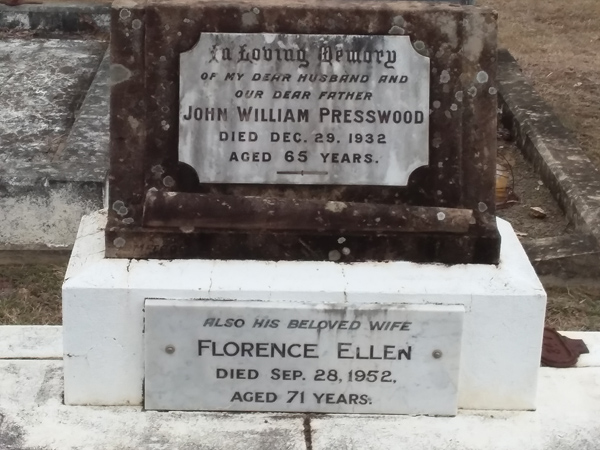 In Loving Memory
OF MY DEAR HUSBAND AND
OUR DEAR FATHER
JOHN WILLIAM PRESSWOOD
DIED DEC. 29, 1932
AGED 65 YEARS.
ALSO HIS BELOVED WIFE
FLORENCE ELLEN
DIED SEP. 28, 1952,
AGED 71 YEARS.